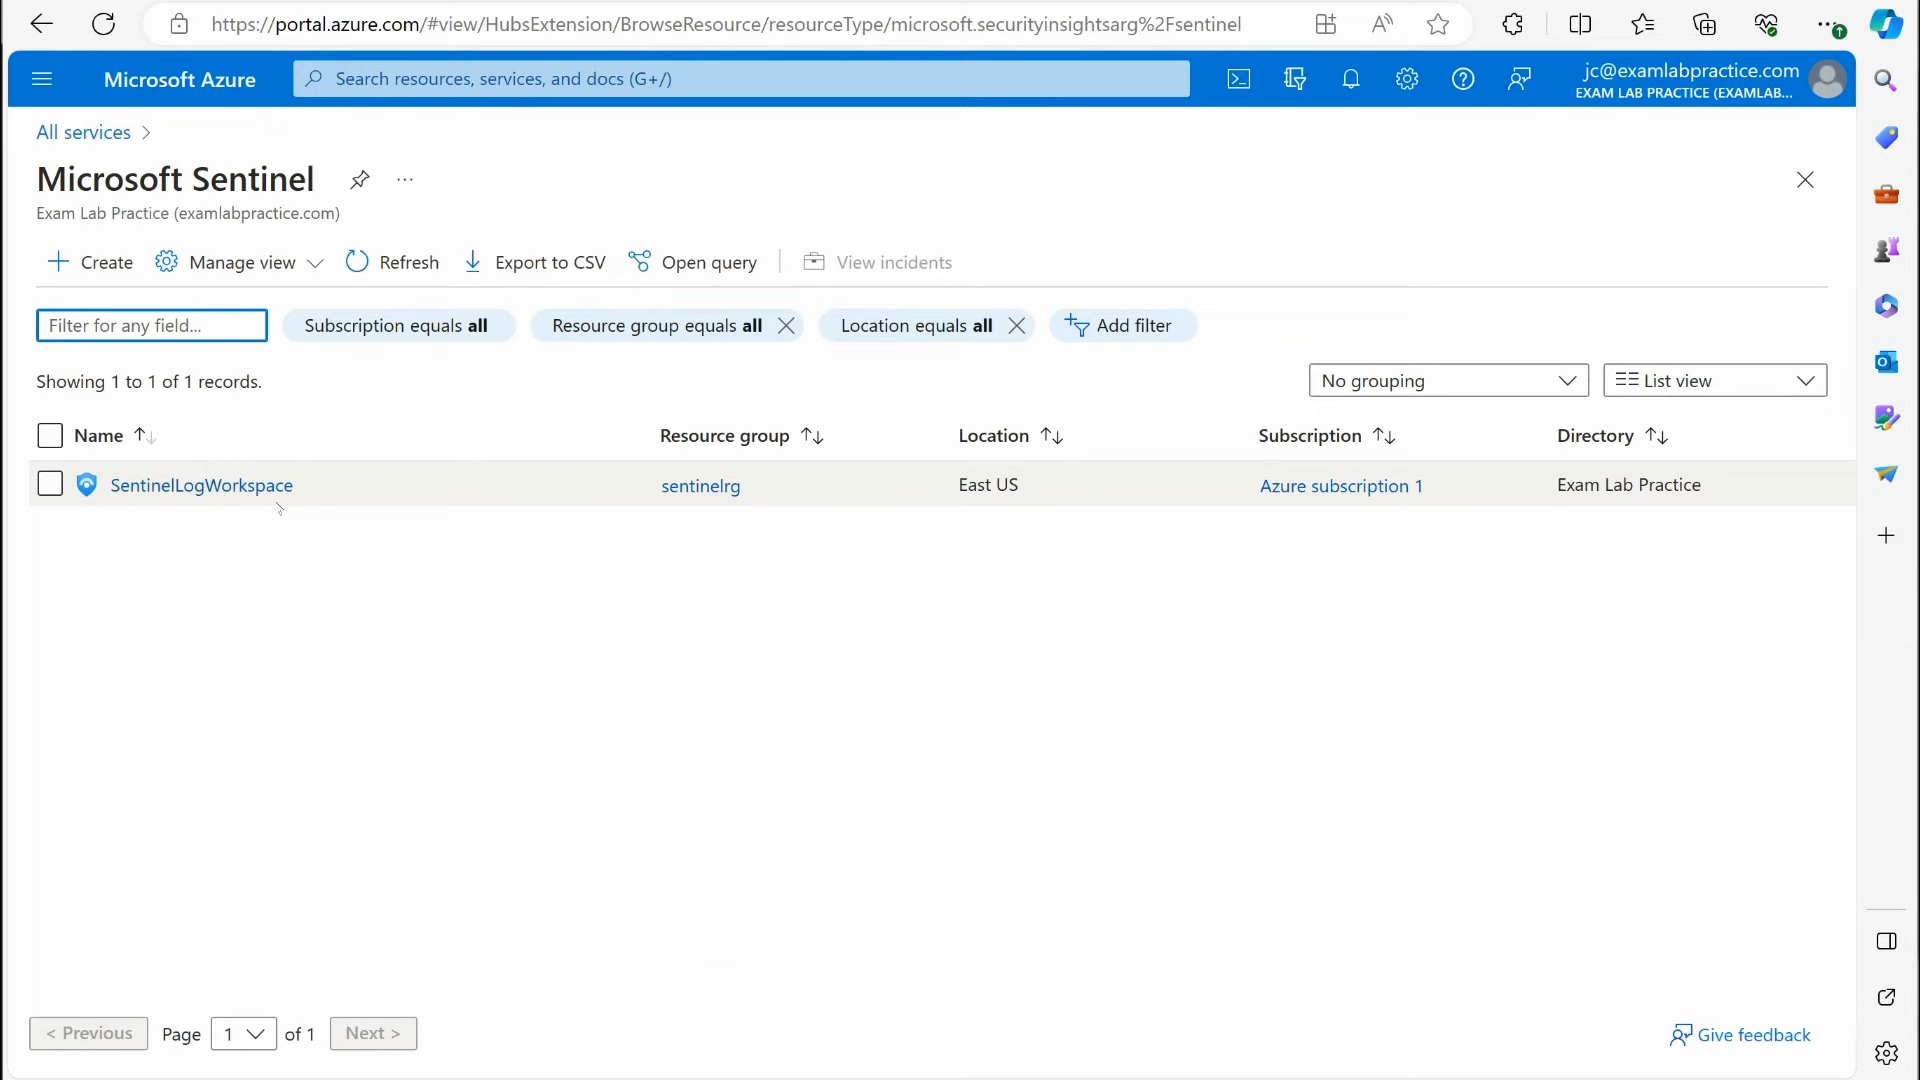 https://portal.azure.com/#view/HubsExtension/BrowseResource/resourceType/microsoft.securityinsightsarg%2Fsentinel
Microsoft Azure
Search resources, services, and docs (G+/)
jc@examlabpractice.com
EXAM LAB PRACTICE (EXAMLAB...
All services >
Microsoft Sentinel
Exam Lab Practice (examlabpractice.com)
Create Manage view Refresh Export to CSV Open query View incidents
Filter for any field... Subscription equals all Resource group equals all Location equals all Add filter
Showing 1 to 1 of 1 records. No grouping List view
Name Resource group Location Subscription Directory
SentinelLogWorkspace sentinelrg East US Azure subscription 1 Exam Lab Practice
< Previous Page 1 of 1 Next > Give feedback